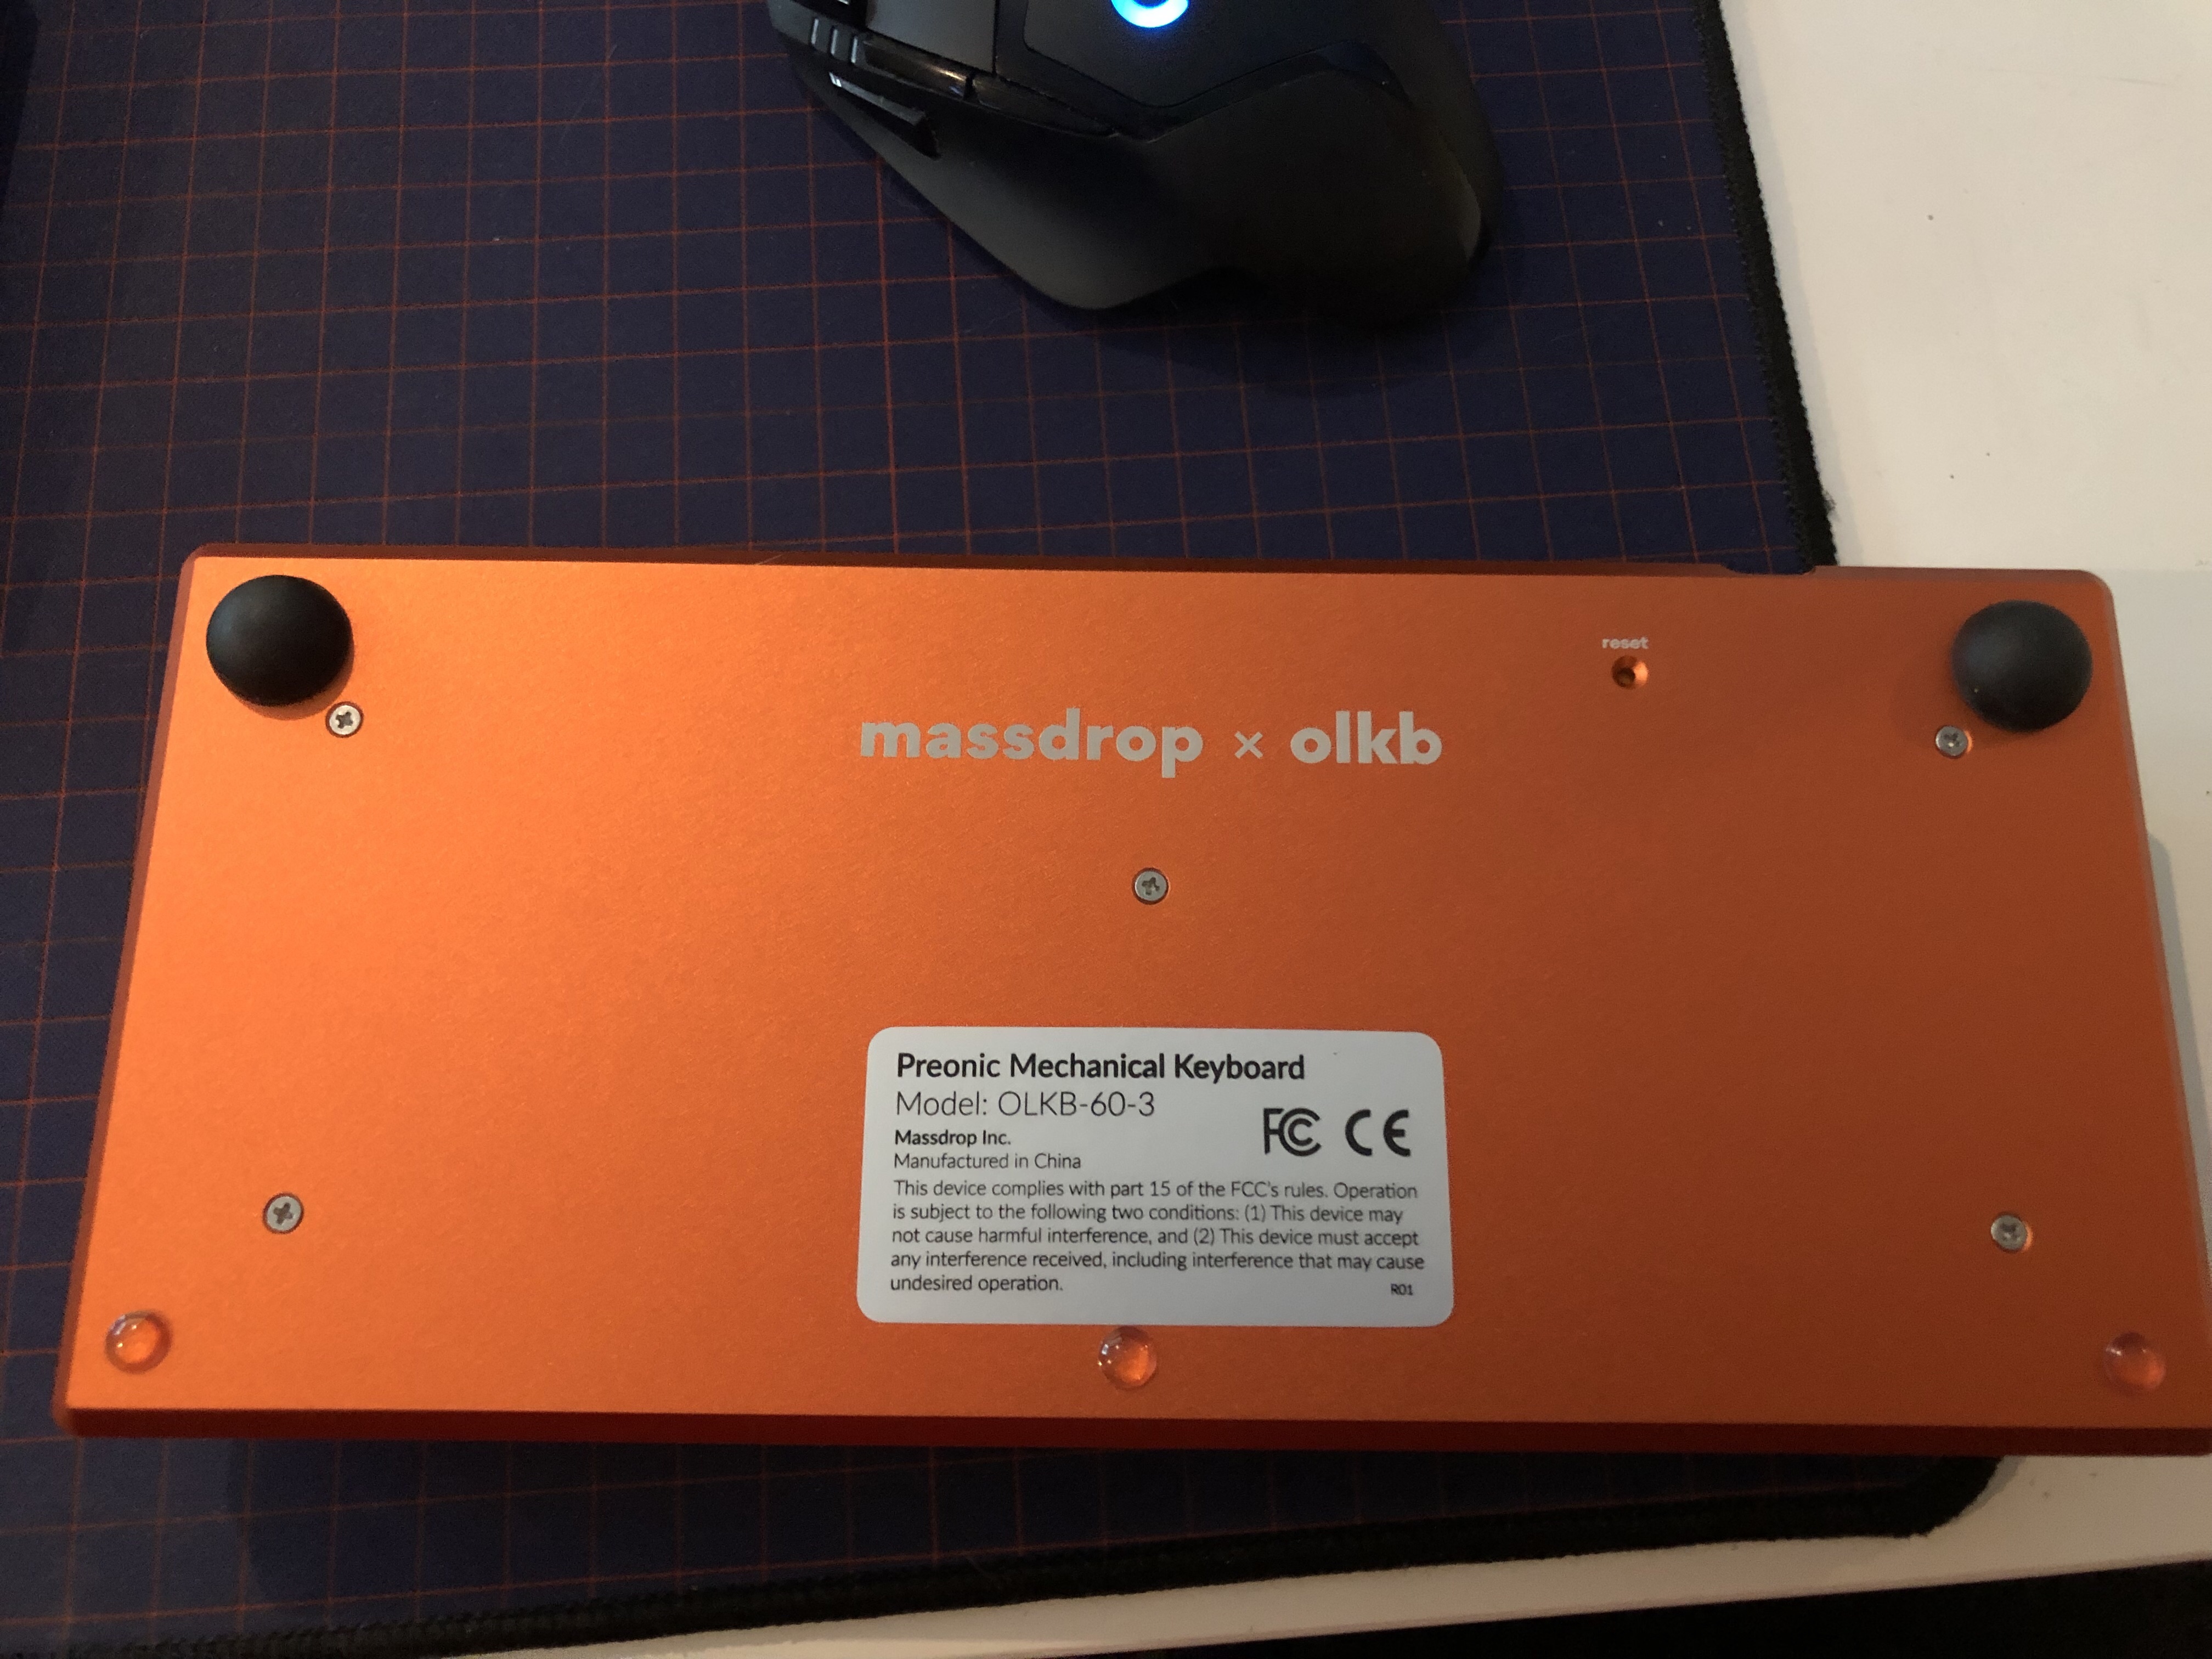 reset
massdrop × olkb
Preonic Mechanical Keyboard
Model: OLKB-60-3
FC CE
Massdrop Inc.
Manufactured in China
This device complies with part 15 of the FCC's rules. Operation
is subject to the following two conditions: (1) This device may
not cause harmful interference, and (2) This device must accept
any interference received, including interference that may cause
undesired operation.
R01